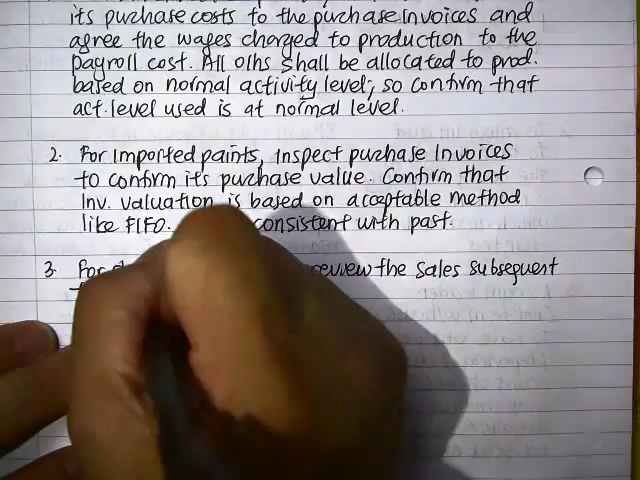 its purchase costs to the purchase Invoices and
agree the wages charged to production to the
payroll cost. All o/hs shall be allocated to prod.
based on normal activity level, so confirm that
act. level used is at normal level.
2. For Imported paints, Inspect purchase Invoices
to confirm its purchase value. Confirm that
Inv. valuation is based on acceptable method
like FIFO. consistent with past.
3. For review the sales subsequent